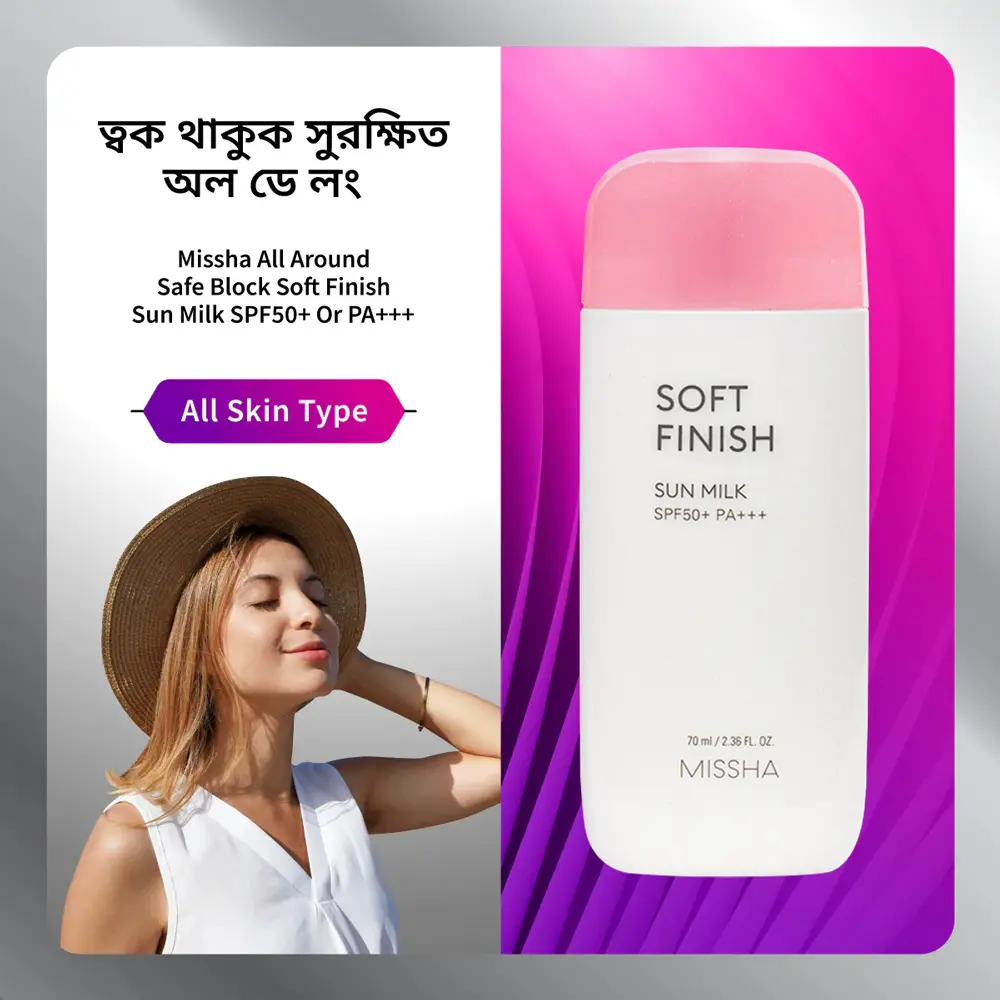 ত্বক থাকুক সুরক্ষিত
অল ডে লং
Missha All Around
Safe Block Soft Finish
Sun Milk SPF50+ Or PA+++
All Skin Type
SOFT
FINISH
SUN MILK
SPF50+ PA+++
70 ml / 2.36 FL. OZ.
MISSHA